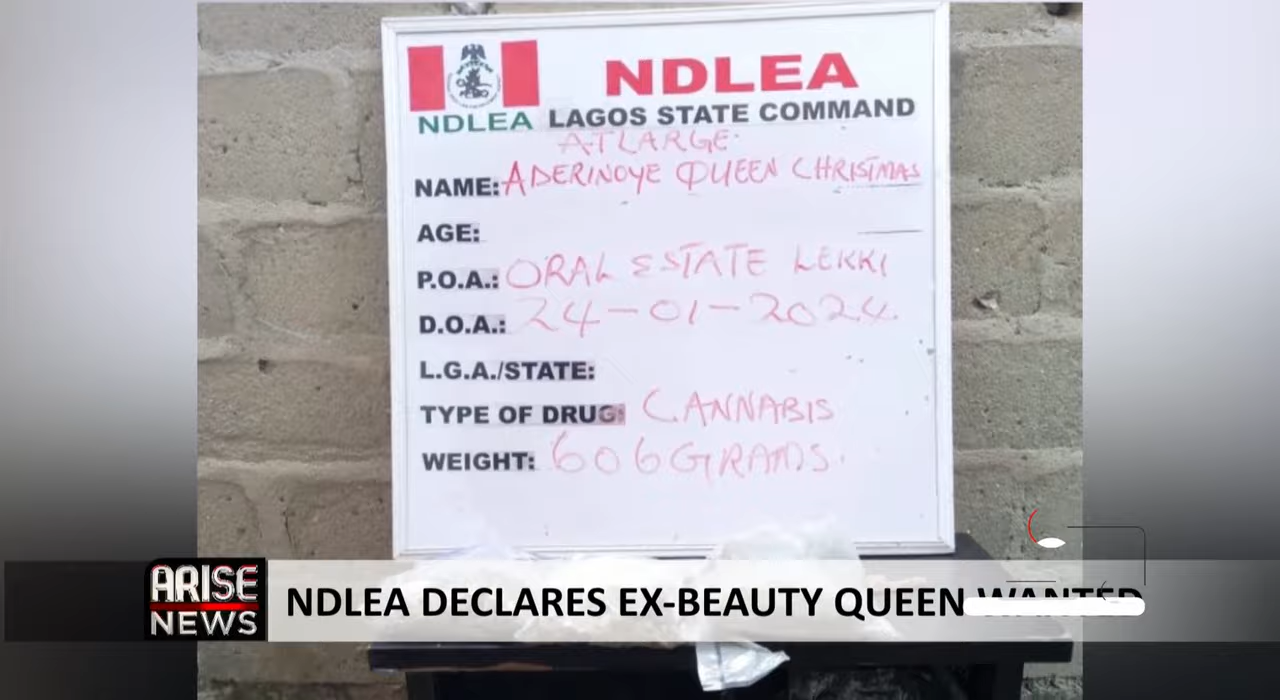 NDLEA
NDLEA LAGOS STATE COMMAND
ATLARGE
NAME: ADERINOYE QUEEN CHRISTMAS
AGE:
P.O.A.: ORAL ESTATE LEKKI
D.O.A.: 24-01-2024.
L.G.A./STATE:
TYPE OF DRUG: CANNABIS
WEIGHT: 606GRAMS.
ARISE
NEWS
NDLEA DECLARES EX-BEAUTY QUEEN WANTED